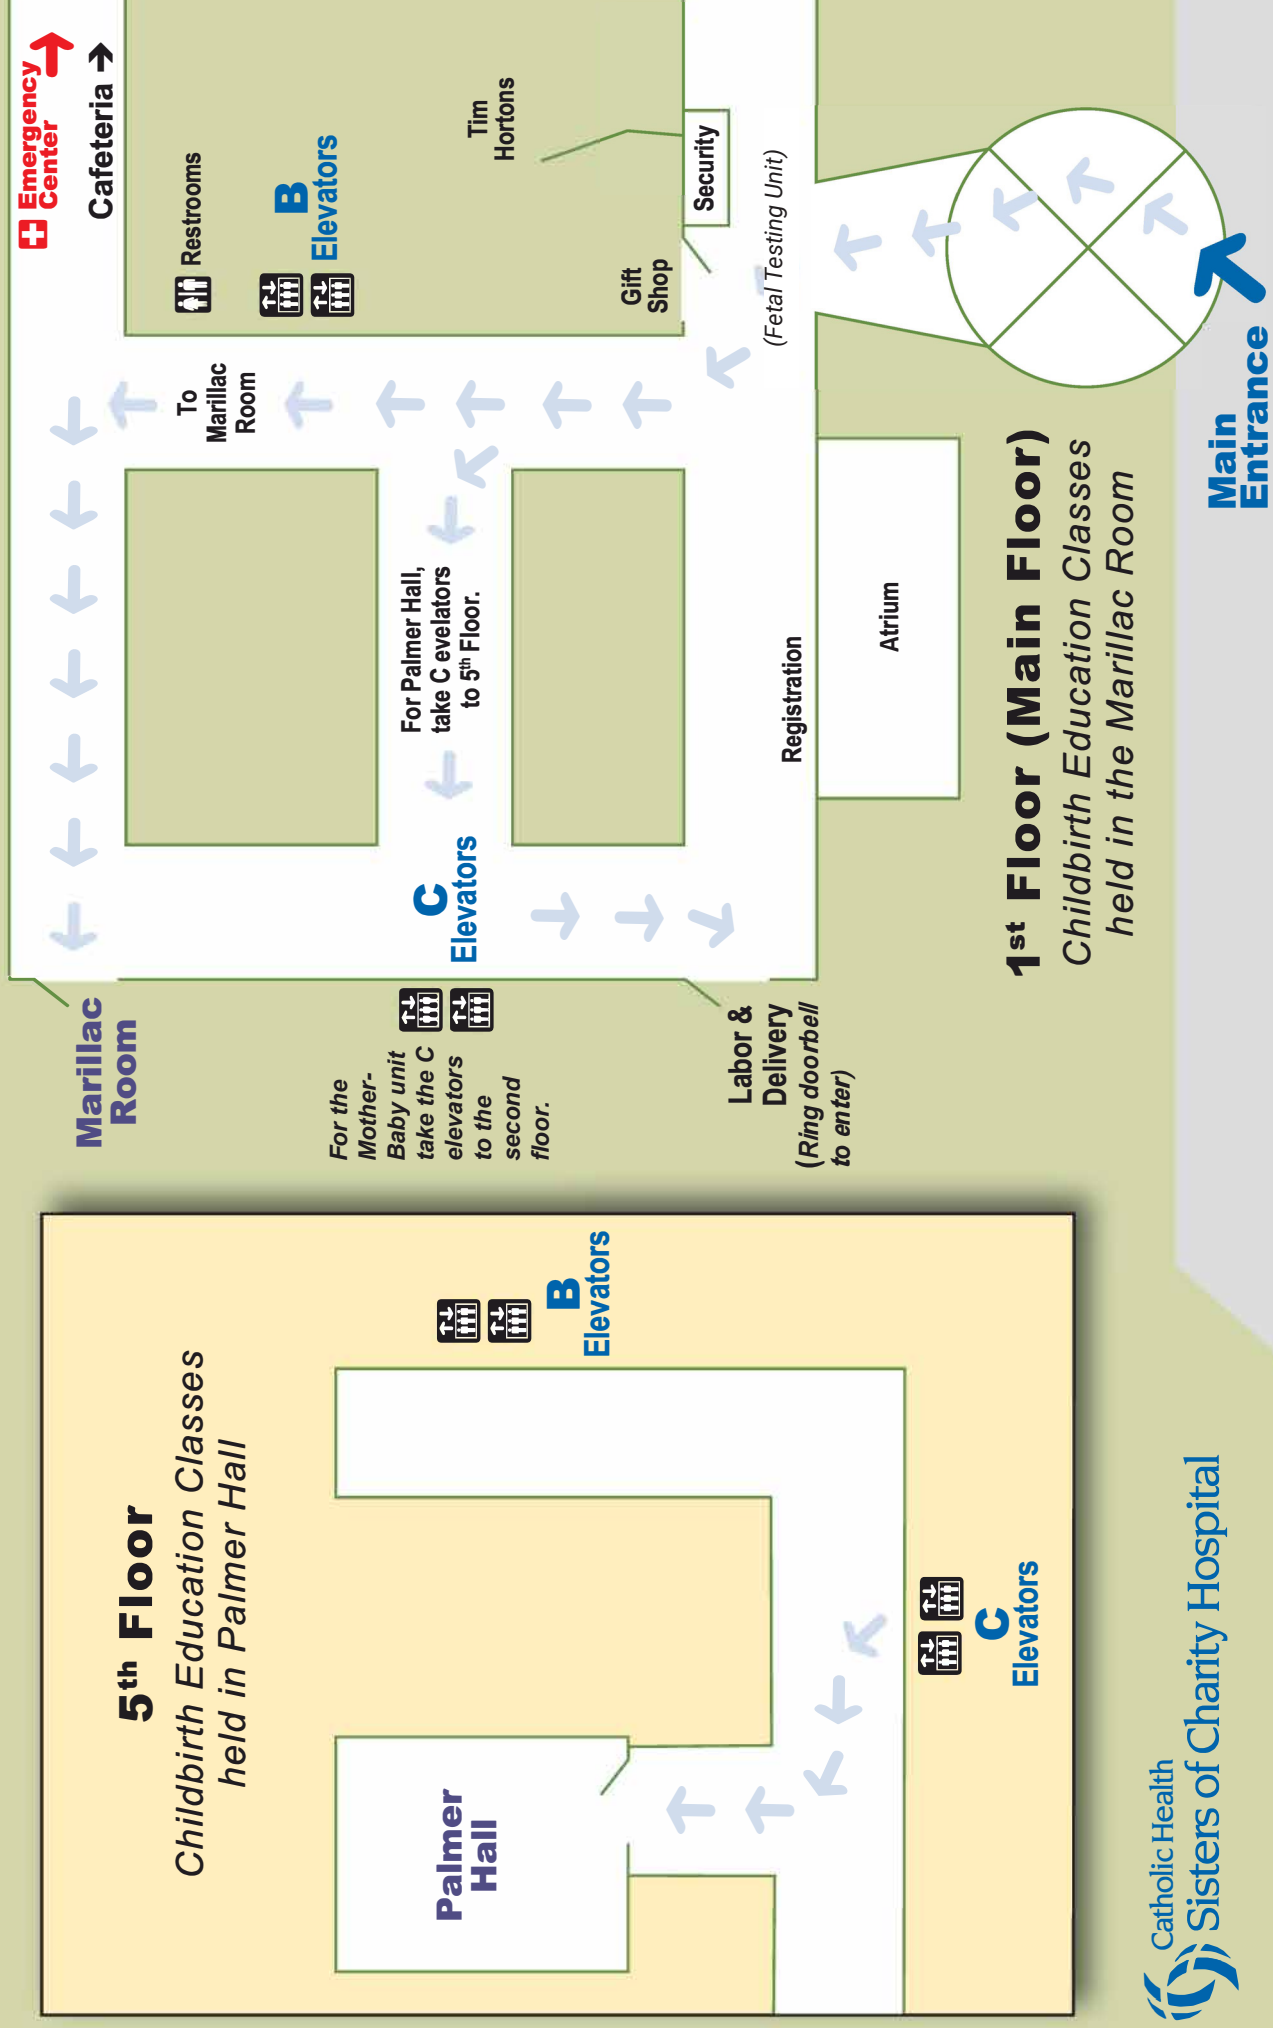 5th Floor
Childbirth Education Classes
held in Palmer Hall
Palmer
Hall
B
Elevators
C
Elevators
Catholic Health
Sisters of Charity Hospital
Marillac
Room
For the
Mother-
Baby unit
take the C
elevators
to the
second
floor.
Labor &
Delivery
(Ring doorbell
to enter)
C
Elevators
For Palmer Hall,
take C evelators
to 5th Floor.
To
Marillac
Room
Emergency
Center
Cafeteria
Restrooms
B
Elevators
Tim
Hortons
Gift
Shop
Security
(Fetal Testing Unit)
Registration
Atrium
1st Floor (Main Floor)
Childbirth Education Classes
held in the Marillac Room
Main
Entrance